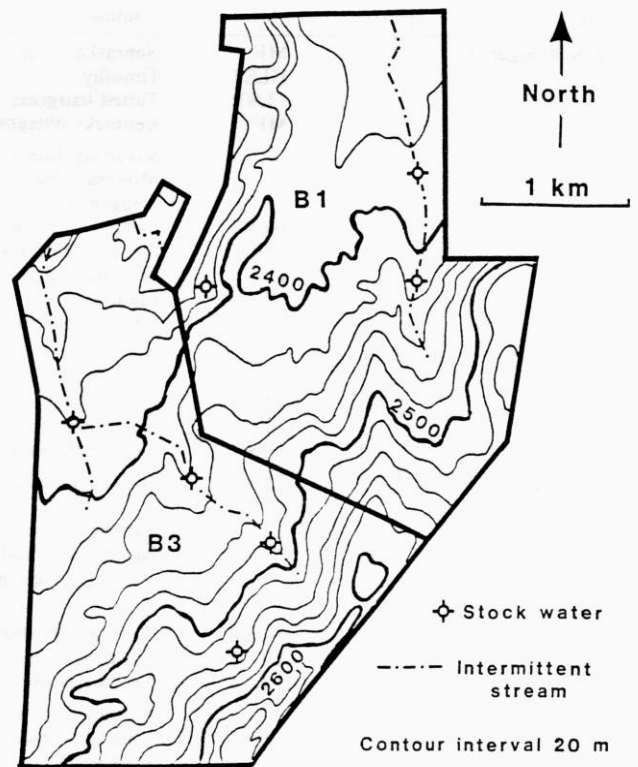 North
1 km
B1
2400
2500
B3
2600
Stock water
Intermittent
stream
Contour interval 20 m